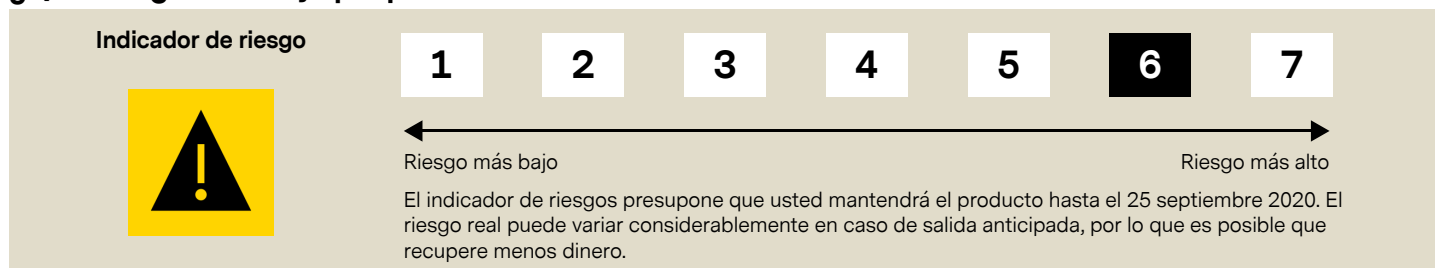 Indicador de riesgo
1 2 3 4 5 6 7
Riesgo más bajo Riesgo más alto
El indicador de riesgos presupone que usted mantendrá el producto hasta el 25 septiembre 2020. El
riesgo real puede variar considerablemente en caso de salida anticipada, por lo que es posible que
recupere menos dinero.